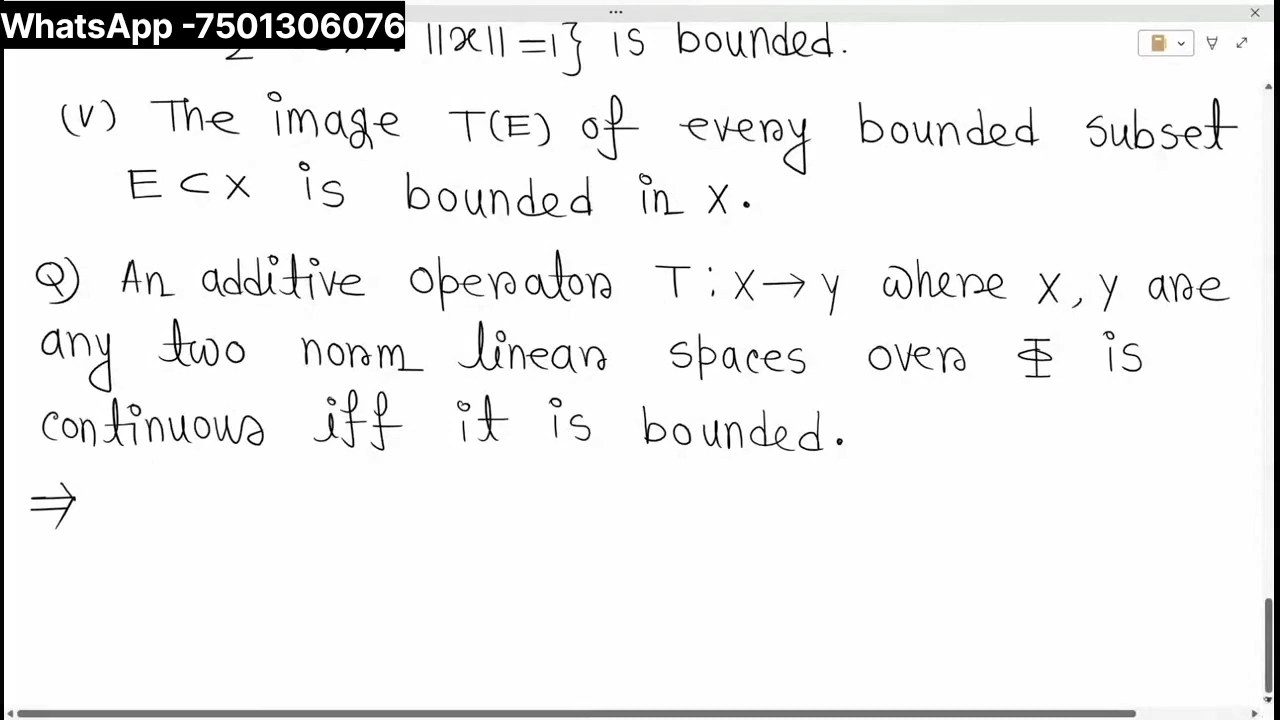 WhatsApp -7501306076
||x|| =1} is bounded.
(V) The image T(E) of every bounded subset
E ⊂ X is bounded in X.
Q) An additive operator T : X → Y where X, Y are
any two norm linear spaces over Φ is
continuous iff it is bounded.
⇒